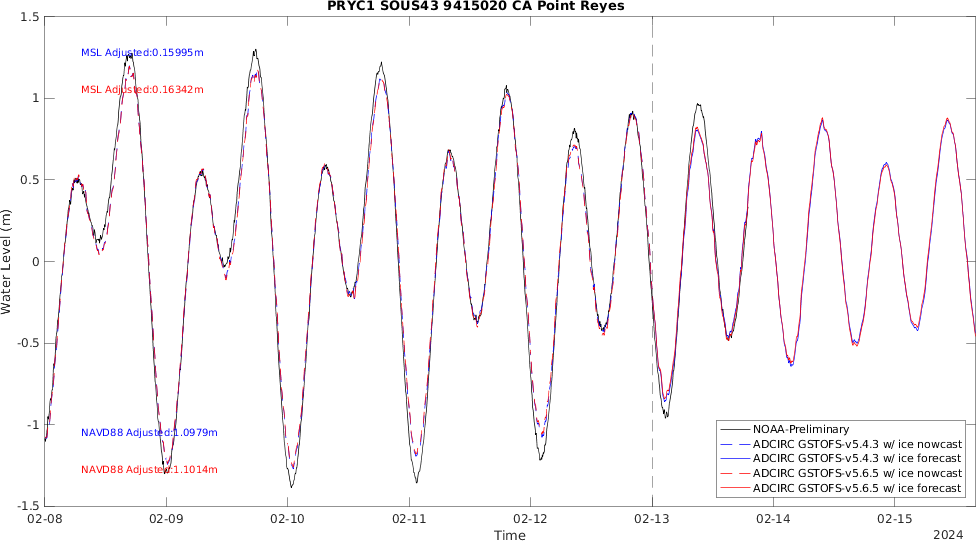 PRYC1 SOUS43 9415020 CA Point Reyes
1.5
1
0.5
0
-0.5
-1
-1.5
Water Level (m)
MSL Adjusted:0.15995m
MSL Adjusted:0.16342m
NAVD88 Adjusted:1.0979m
NAVD88 Adjusted:1.1014m
NOAA-Preliminary
ADCIRC GSTOFS-v5.4.3 w/ ice nowcast
ADCIRC GSTOFS-v5.4.3 w/ ice forecast
ADCIRC GSTOFS-v5.6.5 w/ ice nowcast
ADCIRC GSTOFS-v5.6.5 w/ ice forecast
02-08 02-09 02-10 02-11 02-12 02-13 02-14 02-15
Time
2024